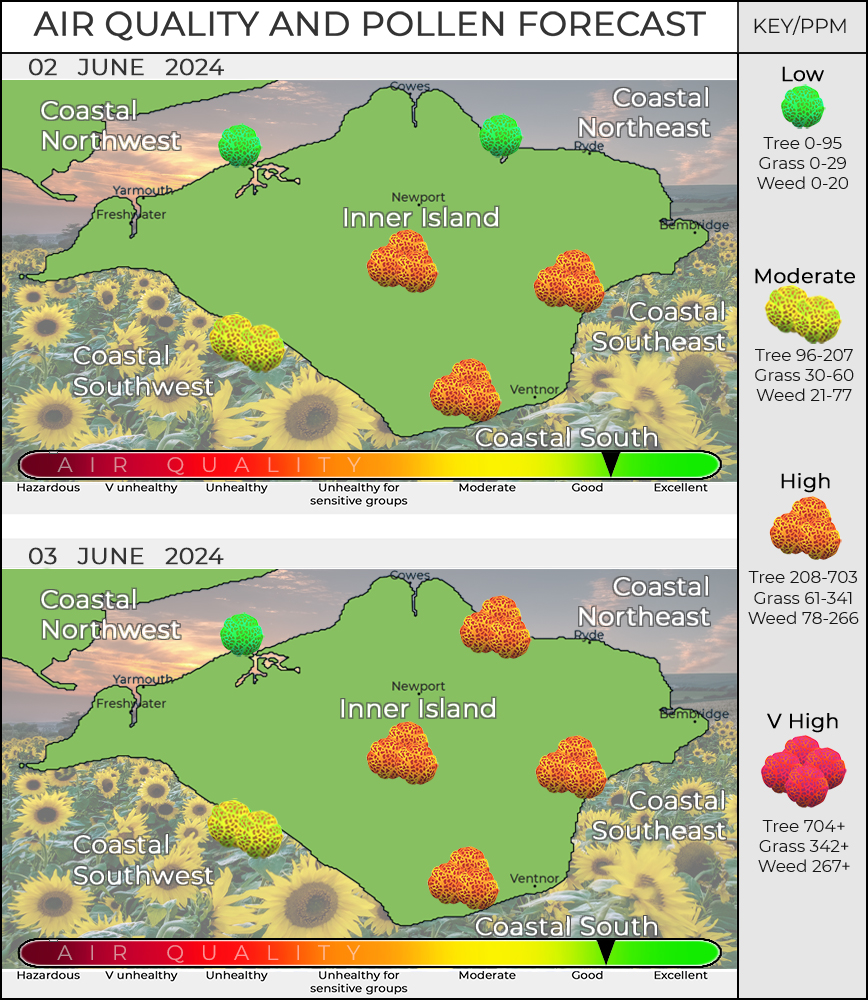 AIR QUALITY AND POLLEN FORECAST
KEY/PPM
02 JUNE 2024
Coastal
Northwest
Cowes
Coastal
Northeast
Ryde
Yarmouth
Freshwater
Newport
Inner Island
Bembridge
Coastal
Southeast
Coastal
Southwest
Ventnor
Coastal South
AIR QUALITY
Hazardous
V unhealthy
Unhealthy
Unhealthy for
sensitive groups
Moderate
Good
Excellent
03 JUNE 2024
Coastal
Northwest
Cowes
Coastal
Northeast
Ryde
Yarmouth
Freshwater
Newport
Inner Island
Bembridge
Coastal
Southeast
Coastal
Southwest
Ventnor
Coastal South
AIR QUALITY
Hazardous
V unhealthy
Unhealthy
Unhealthy for
sensitive groups
Moderate
Good
Excellent
Low
Tree 0-95
Grass 0-29
Weed 0-20
Moderate
Tree 96-207
Grass 30-60
Weed 21-77
High
Tree 208-703
Grass 61-341
Weed 78-266
V High
Tree 704+
Grass 342+
Weed 267+